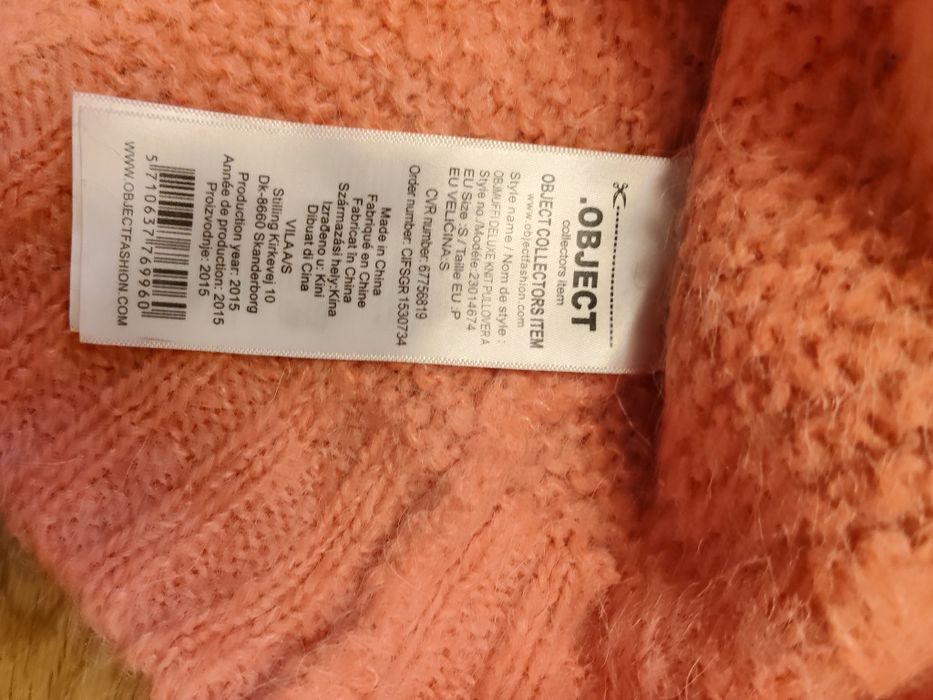 .OBJECT
collectors item
OBJECT COLLECTORS ITEM
www.objectfashion.com
Style name / Nom de style :
OBJMUFFI DELUXE KNIT PULLOVER A
Style no./Modèle:23014674
EU Size :S / Taille EU :P
EU VELIČINA:S
CVR number: 67756819
Order number: CIFSGR1530734
Made in China
Fabriqué en Chine
Fabricat în China
Származási hely:Kína
Izrađeno u: Kini
Dibuat di Cina
VILA A/S
Stilling Kirkevej 10
Dk-8660 Skanderborg
Production year: 2015
Année de production: 2015
Proizvodnje: 2015
5710637769960
WWW.OBJECTFASHION.COM